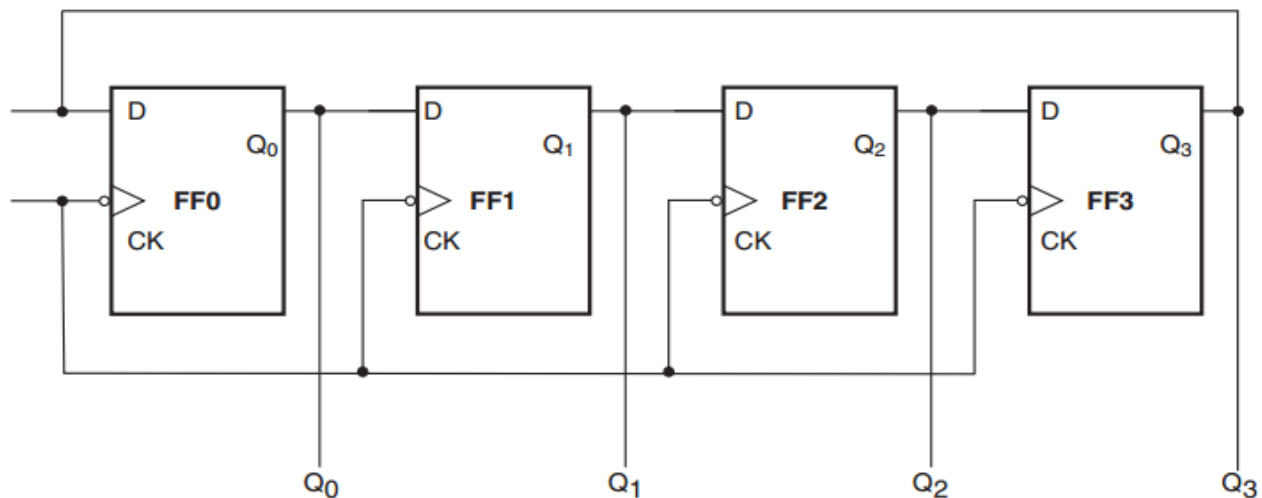 D D D D
Q₀ Q₁ Q₂ Q₃
FF0 FF1 FF2 FF3
CK CK CK CK
Q₀ Q₁ Q₂ Q₃